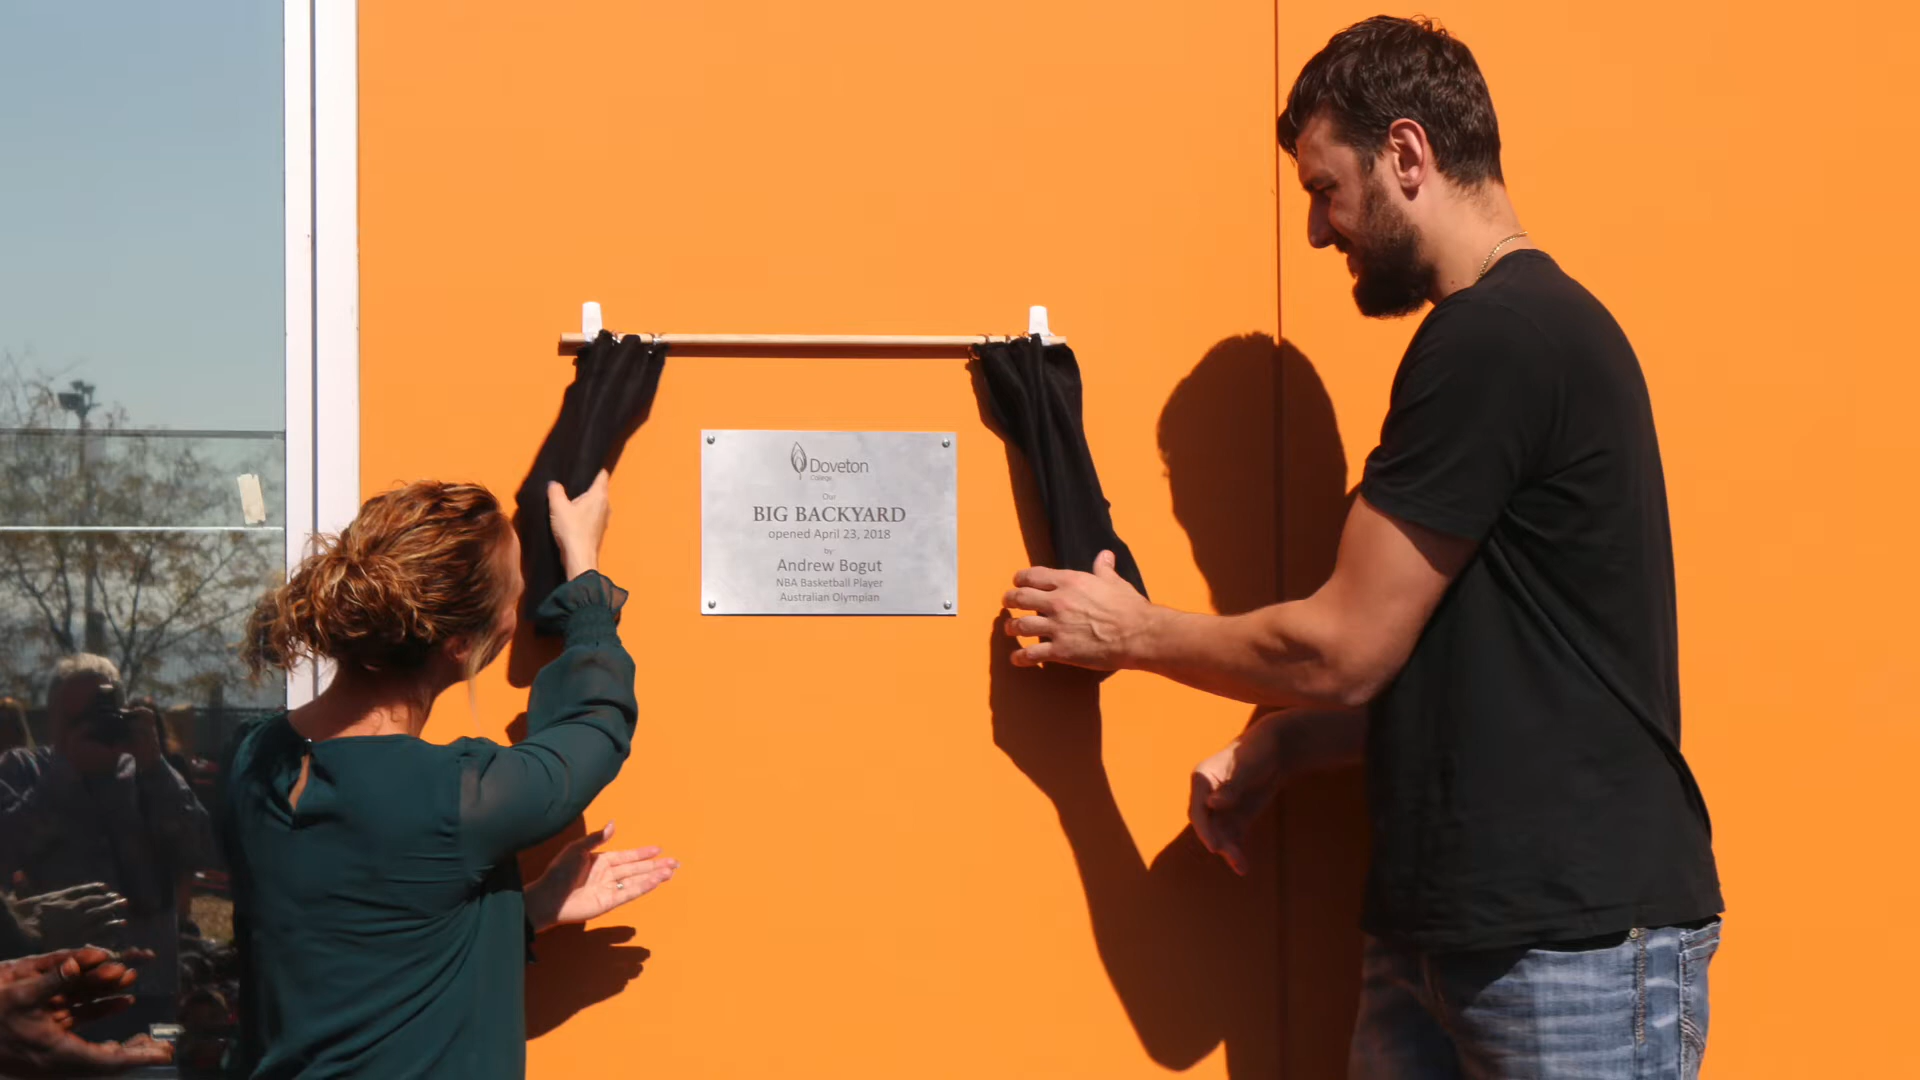 Doveton
College
Our
BIG BACKYARD
opened April 23, 2018
by
Andrew Bogut
NBA Basketball Player
Australian Olympian